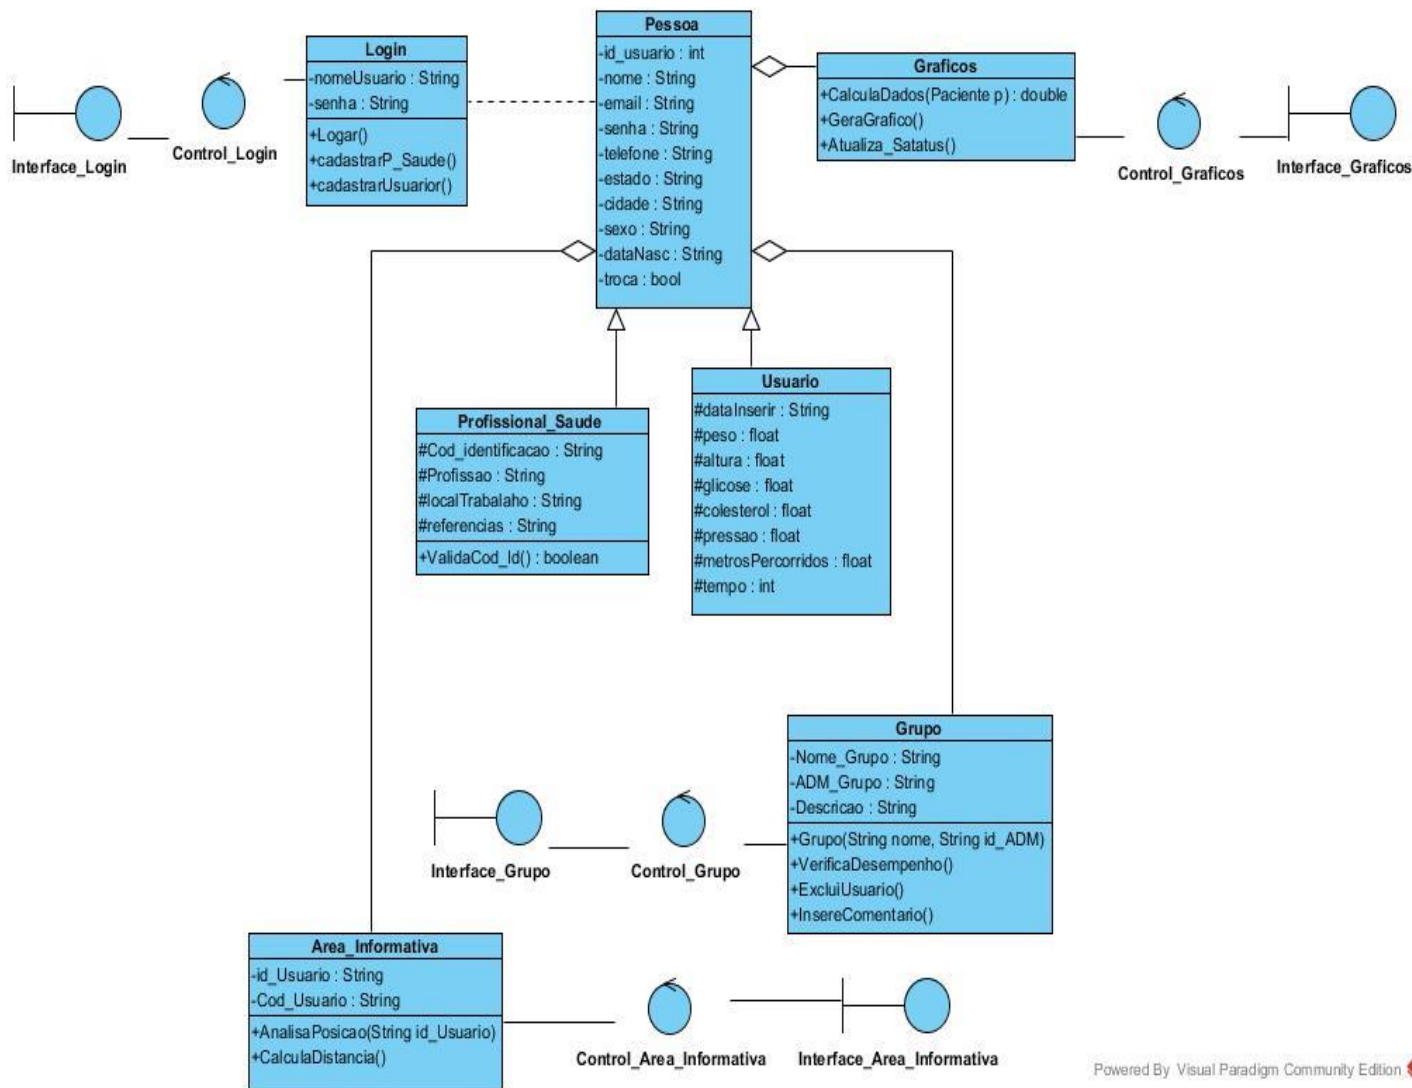 Pessoa
-id_usuario : int
-nome : String
-email : String
-senha : String
-telefone : String
-estado : String
-cidade : String
-sexo : String
-dataNasc : String
-troca : bool
Login
-nomeUsuario : String
-senha : String
+Logar()
+cadastrarP_Saude()
+cadastrarUsuarior()
Interface_Login
Control_Login
Graficos
+CalculaDados(Paciente p) : double
+GeraGrafico()
+Atualiza_Satatus()
Control_Graficos
Interface_Graficos
Profissional_Saude
#Cod_identificacao : String
#Profissao : String
#localTrabalaho : String
#referencias : String
+ValidaCod_Id() : boolean
Usuario
#dataInserir : String
#peso : float
#altura : float
#glicose : float
#colesterol : float
#pressao : float
#metrosPercorridos : float
#tempo : int
Grupo
-Nome_Grupo : String
-ADM_Grupo : String
-Descricao : String
+Grupo(String nome, String id_ADM)
+VerificaDesempenho()
+ExcluiUsuario()
+InsereComentario()
Interface_Grupo
Control_Grupo
Area_Informativa
-id_Usuario : String
-Cod_Usuario : String
+AnalisaPosicao(String id_Usuario)
+CalculaDistancia()
Control_Area_Informativa
Interface_Area_Informativa
Powered By Visual Paradigm Community Edition